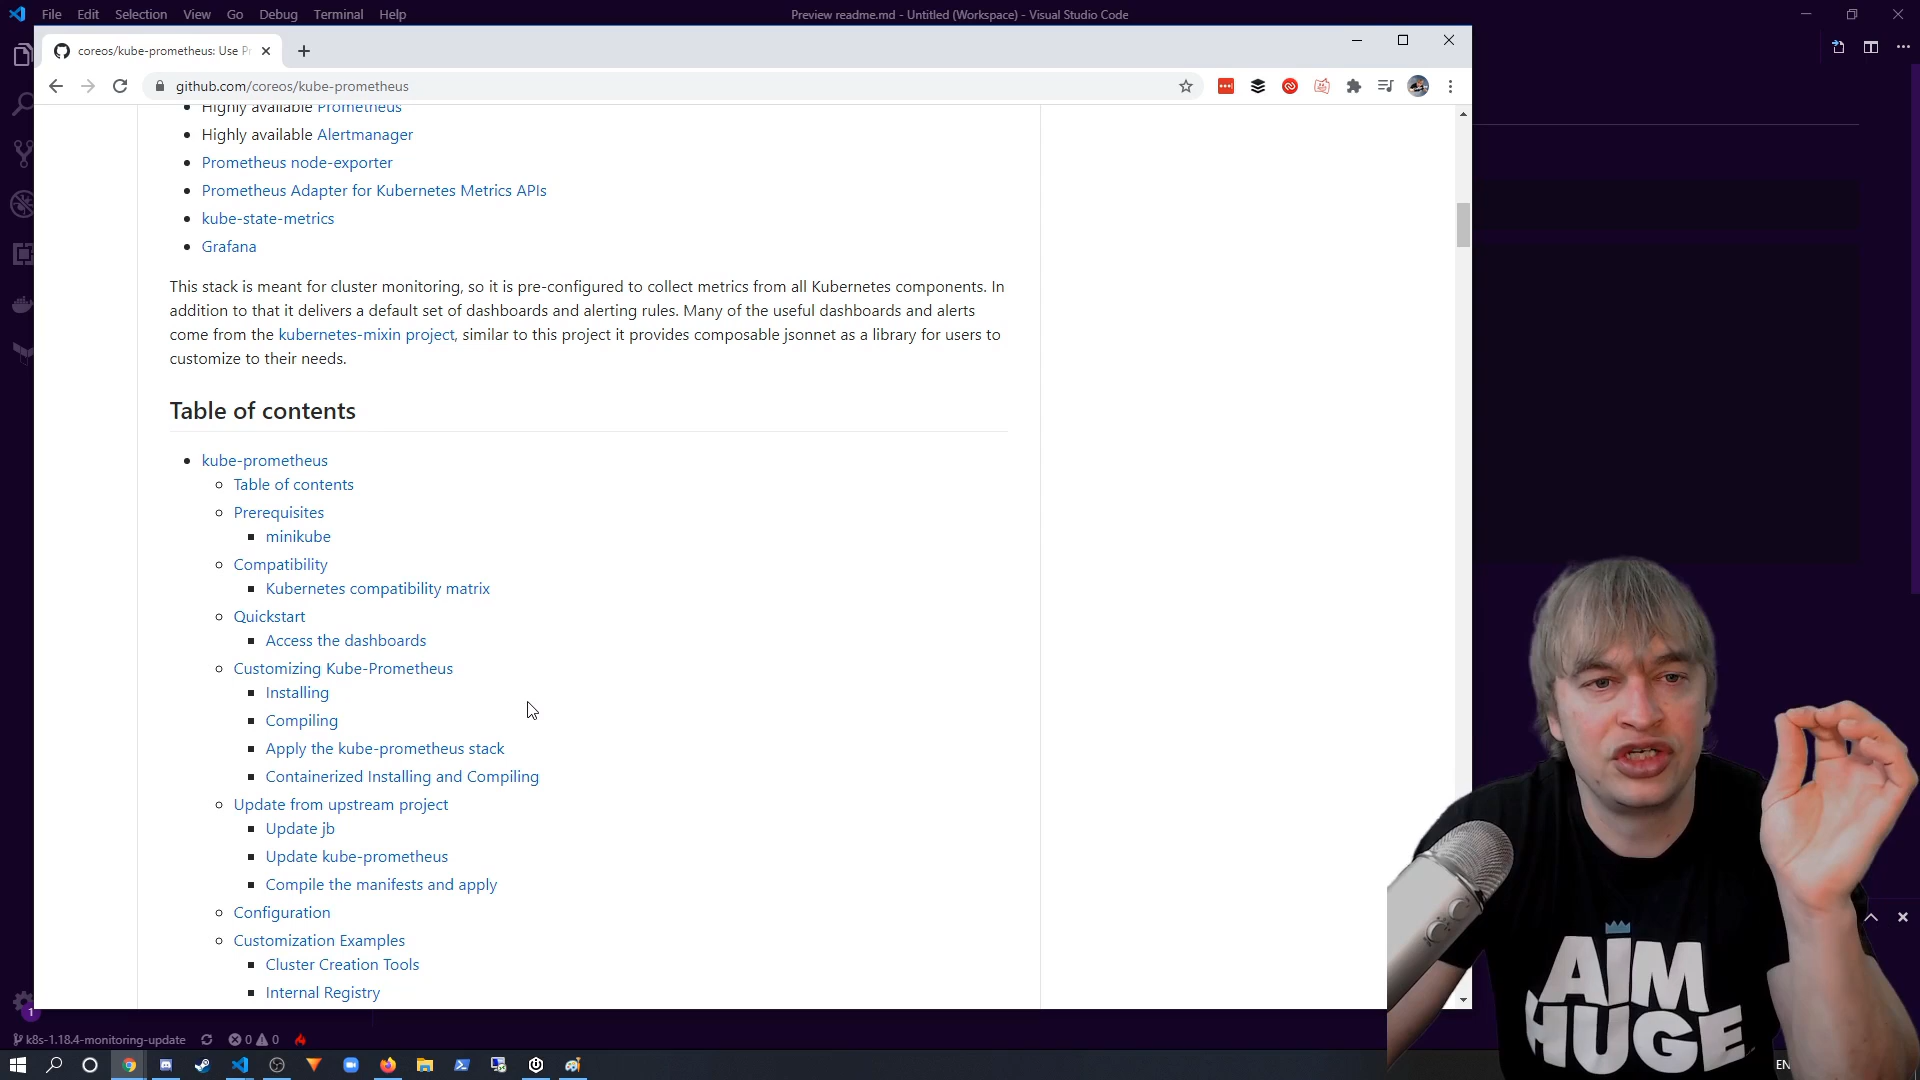 File Edit Selection View Go Debug Terminal Help
Preview readme.md - Untitled (Workspace) - Visual Studio Code
coreos/kube-prometheus: Use Pr
github.com/coreos/kube-prometheus
Highly available Prometheus
Highly available Alertmanager
Prometheus node-exporter
Prometheus Adapter for Kubernetes Metrics APIs
kube-state-metrics
Grafana
This stack is meant for cluster monitoring, so it is pre-configured to collect metrics from all Kubernetes components. In
addition to that it delivers a default set of dashboards and alerting rules. Many of the useful dashboards and alerts
come from the kubernetes-mixin project, similar to this project it provides composable jsonnet as a library for users to
customize to their needs.
Table of contents
kube-prometheus
Table of contents
Prerequisites
minikube
Compatibility
Kubernetes compatibility matrix
Quickstart
Access the dashboards
Customizing Kube-Prometheus
Installing
Compiling
Apply the kube-prometheus stack
Containerized Installing and Compiling
Update from upstream project
Update jb
Update kube-prometheus
Compile the manifests and apply
Configuration
Customization Examples
Cluster Creation Tools
Internal Registry
AIM
HUGE
1
k8s-1.18.4-monitoring-update
0 0
EN